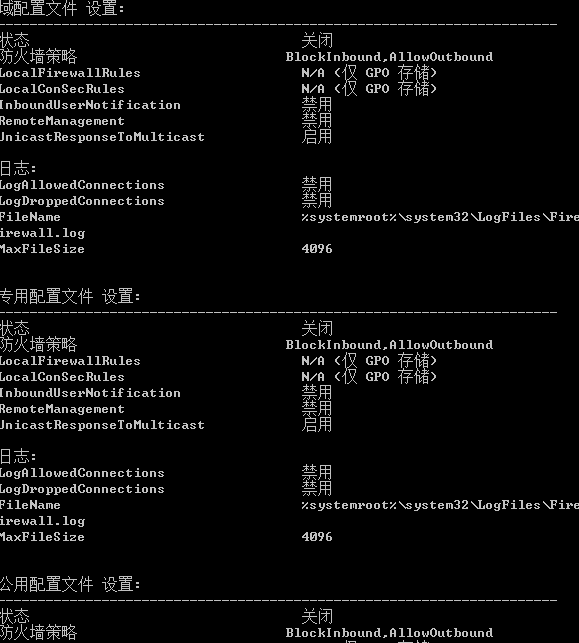 域配置文件 设置:
----------------------------------------------------------------------
状态 关闭
防火墙策略 BlockInbound,AllowOutbound
LocalFirewallRules N/A (仅 GPO 存储)
LocalConSecRules N/A (仅 GPO 存储)
InboundUserNotification 禁用
RemoteManagement 禁用
UnicastResponseToMulticast 启用
日志:
LogAllowedConnections 禁用
LogDroppedConnections 禁用
FileName %systemroot%\system32\LogFiles\Fire
irewall.log
MaxFileSize 4096
专用配置文件 设置:
----------------------------------------------------------------------
状态 关闭
防火墙策略 BlockInbound,AllowOutbound
LocalFirewallRules N/A (仅 GPO 存储)
LocalConSecRules N/A (仅 GPO 存储)
InboundUserNotification 禁用
RemoteManagement 禁用
UnicastResponseToMulticast 启用
日志:
LogAllowedConnections 禁用
LogDroppedConnections 禁用
FileName %systemroot%\system32\LogFiles\Fire
irewall.log
MaxFileSize 4096
公用配置文件 设置:
----------------------------------------------------------------------
状态 关闭
防火墙策略 BlockInbound,AllowOutbound